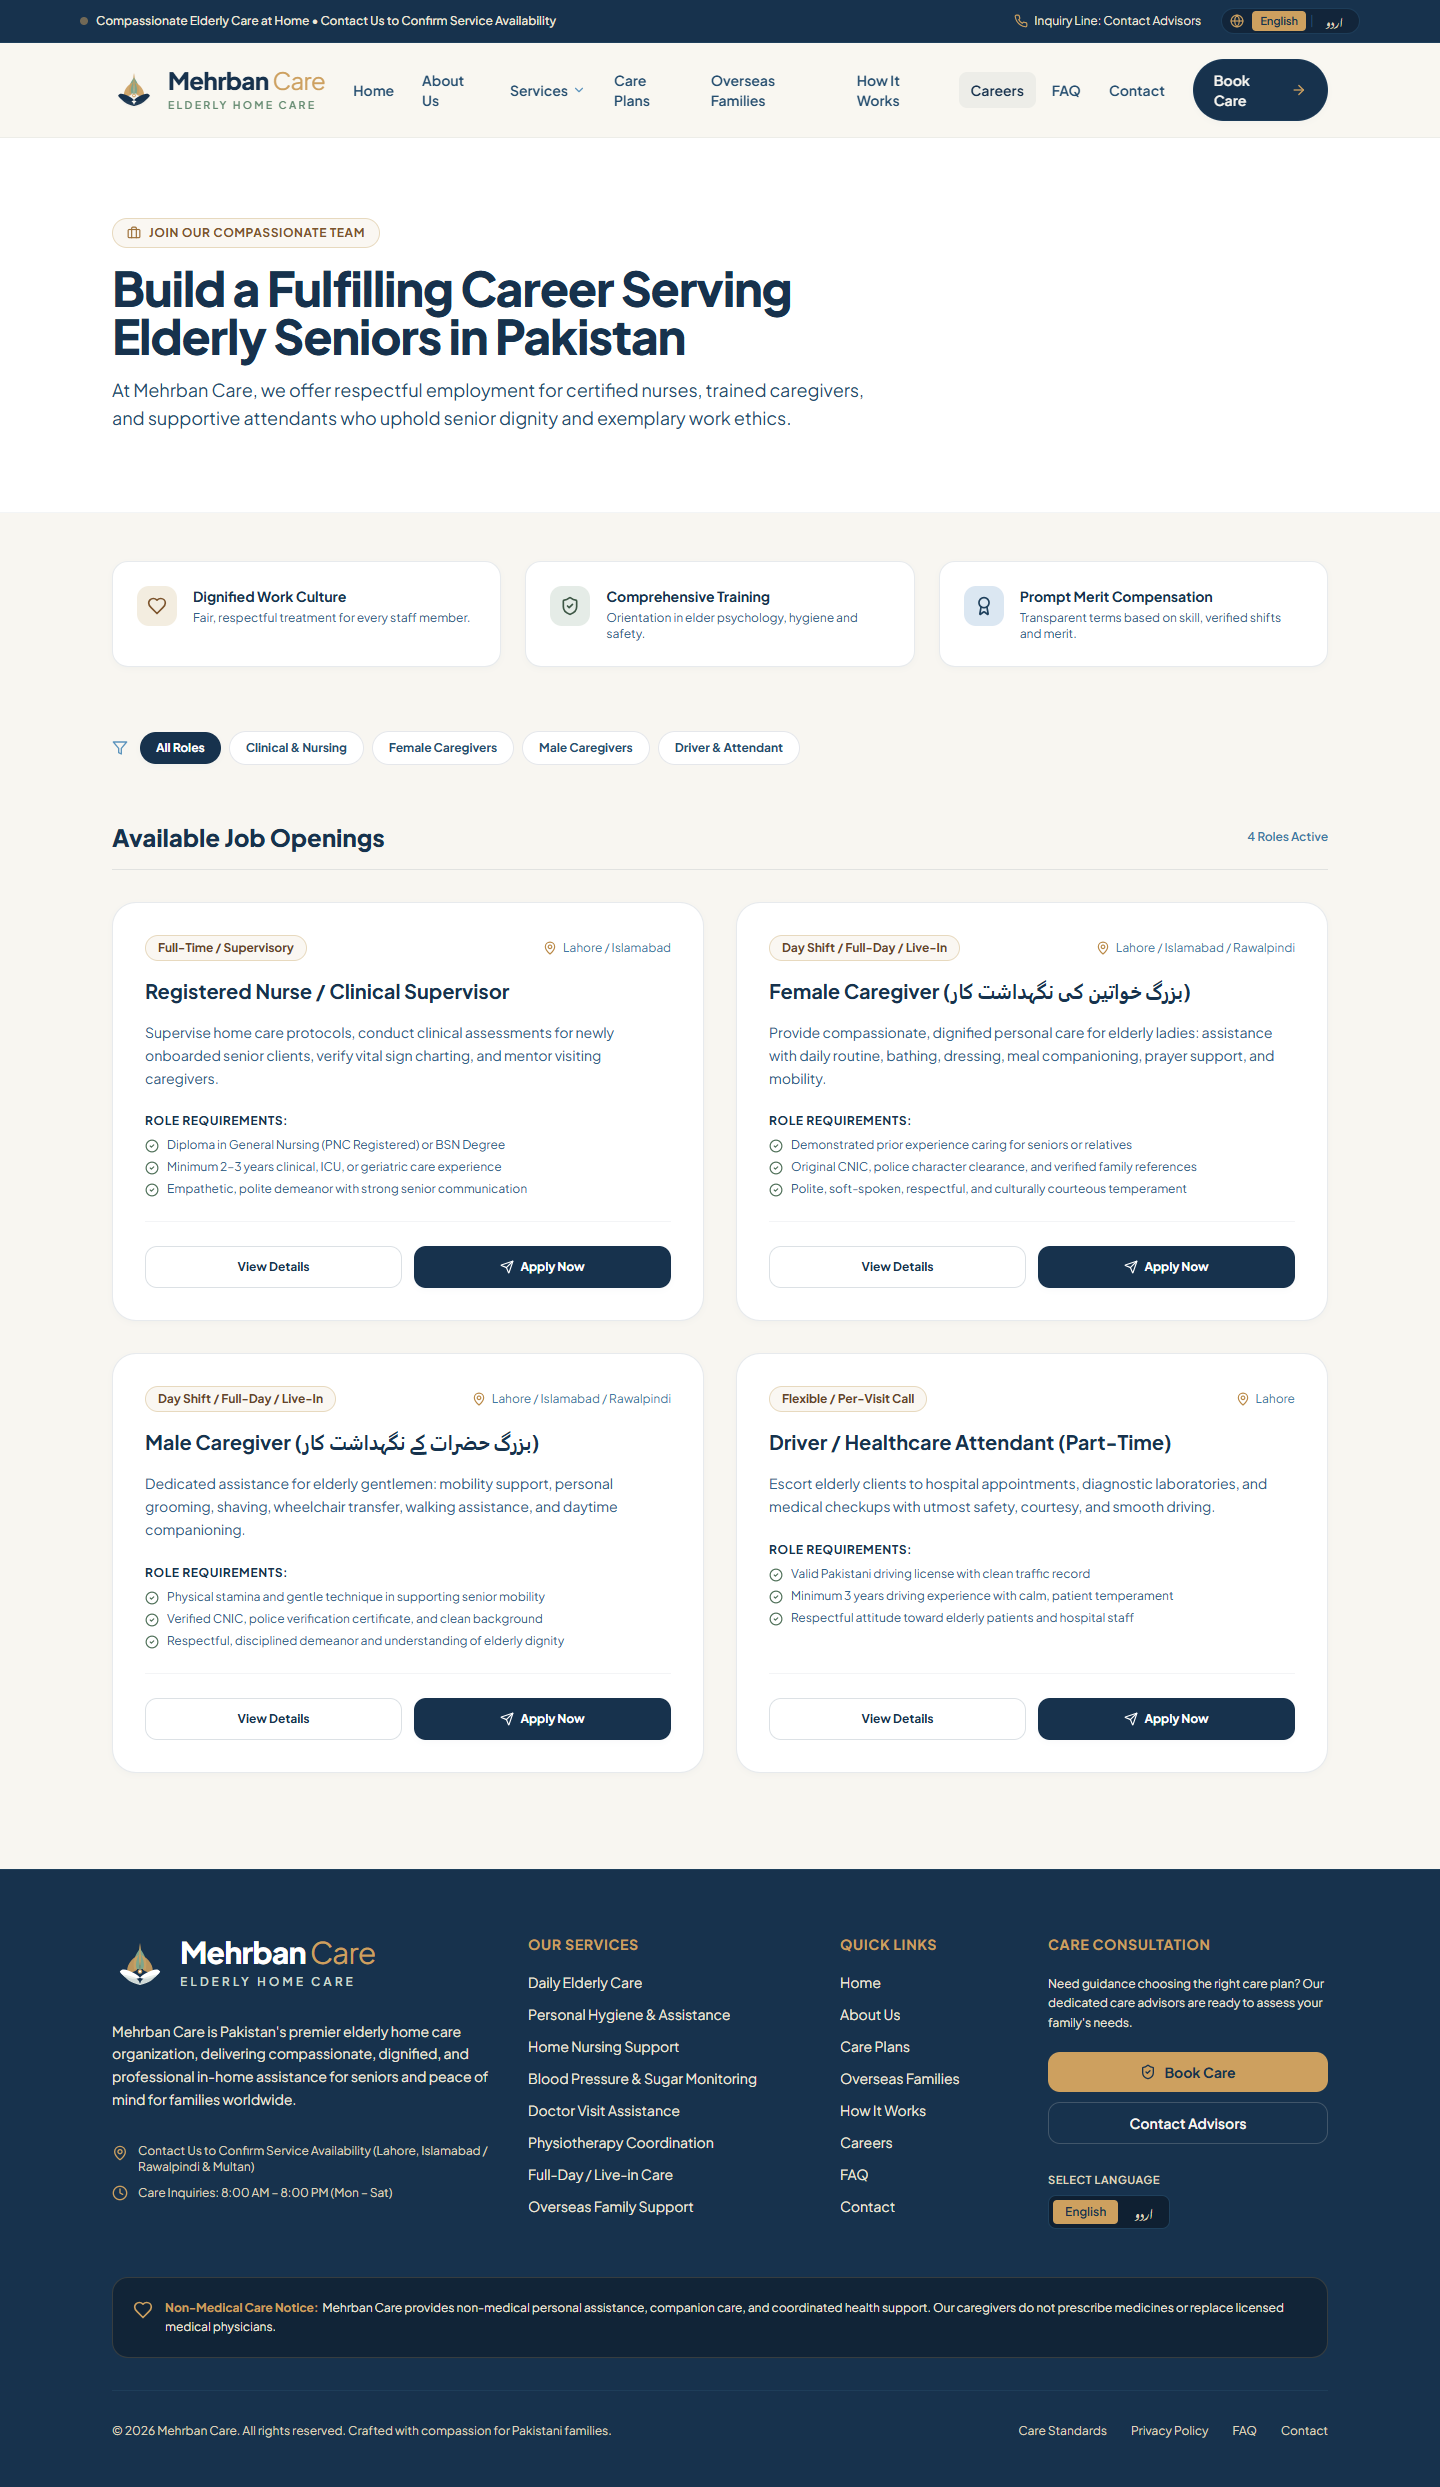 Compassionate Elderly Care at Home • Contact Us to Confirm Service Availability
Inquiry Line: Contact Advisors
English
اردو
Mehrban Care
ELDERLY HOME CARE
Home
About
Us
Services
Care
Plans
Overseas
Families
How It
Works
Careers
FAQ
Contact
Book
Care
JOIN OUR COMPASSIONATE TEAM
Build a Fulfilling Career Serving
Elderly Seniors in Pakistan
At Mehrban Care, we offer respectful employment for certified nurses, trained caregivers,
and supportive attendants who uphold senior dignity and exemplary work ethics.
Dignified Work Culture
Fair, respectful treatment for every staff member.
Comprehensive Training
Orientation in elder psychology, hygiene and
safety.
Prompt Merit Compensation
Transparent terms based on skill, verified shifts
and merit.
All Roles
Clinical & Nursing
Female Caregivers
Male Caregivers
Driver & Attendant
Available Job Openings
4 Roles Active
Full-Time / Supervisory
Lahore / Islamabad
Registered Nurse / Clinical Supervisor
Supervise home care protocols, conduct clinical assessments for newly
onboarded senior clients, verify vital sign charting, and mentor visiting
caregivers.
ROLE REQUIREMENTS:
Diploma in General Nursing (PNC Registered) or BSN Degree
Minimum 2–3 years clinical, ICU, or geriatric care experience
Empathetic, polite demeanor with strong senior communication
View Details
Apply Now
Day Shift / Full-Day / Live-In
Lahore / Islamabad / Rawalpindi
Female Caregiver (بزرگ خواتین کی نگہداشت کار)
Provide compassionate, dignified personal care for elderly ladies: assistance
with daily routine, bathing, dressing, meal companioning, prayer support, and
mobility.
ROLE REQUIREMENTS:
Demonstrated prior experience caring for seniors or relatives
Original CNIC, police character clearance, and verified family references
Polite, soft-spoken, respectful, and culturally courteous temperament
View Details
Apply Now
Day Shift / Full-Day / Live-In
Lahore / Islamabad / Rawalpindi
Male Caregiver (بزرگ حضرات کے نگہداشت کار)
Dedicated assistance for elderly gentlemen: mobility support, personal
grooming, shaving, wheelchair transfer, walking assistance, and daytime
companioning.
ROLE REQUIREMENTS:
Physical stamina and gentle technique in supporting senior mobility
Verified CNIC, police verification certificate, and clean background
Respectful, disciplined demeanor and understanding of elderly dignity
View Details
Apply Now
Flexible / Per-Visit Call
Lahore
Driver / Healthcare Attendant (Part-Time)
Escort elderly clients to hospital appointments, diagnostic laboratories, and
medical checkups with utmost safety, courtesy, and smooth driving.
ROLE REQUIREMENTS:
Valid Pakistani driving license with clean traffic record
Minimum 3 years driving experience with calm, patient temperament
Respectful attitude toward elderly patients and hospital staff
View Details
Apply Now
Mehrban Care
ELDERLY HOME CARE
Mehrban Care is Pakistan's premier elderly home care
organization, delivering compassionate, dignified, and
professional in-home assistance for seniors and peace of
mind for families worldwide.
Contact Us to Confirm Service Availability (Lahore, Islamabad /
Rawalpindi & Multan)
Care Inquiries: 8:00 AM – 8:00 PM (Mon – Sat)
OUR SERVICES
Daily Elderly Care
Personal Hygiene & Assistance
Home Nursing Support
Blood Pressure & Sugar Monitoring
Doctor Visit Assistance
Physiotherapy Coordination
Full-Day / Live-in Care
Overseas Family Support
QUICK LINKS
Home
About Us
Care Plans
Overseas Families
How It Works
Careers
FAQ
Contact
CARE CONSULTATION
Need guidance choosing the right care plan? Our
dedicated care advisors are ready to assess your
family's needs.
Book Care
Contact Advisors
SELECT LANGUAGE
English
اردو
Non-Medical Care Notice: Mehrban Care provides non-medical personal assistance, companion care, and coordinated health support. Our caregivers do not prescribe medicines or replace licensed
medical physicians.
© 2026 Mehrban Care. All rights reserved. Crafted with compassion for Pakistani families.
Care Standards
Privacy Policy
FAQ
Contact